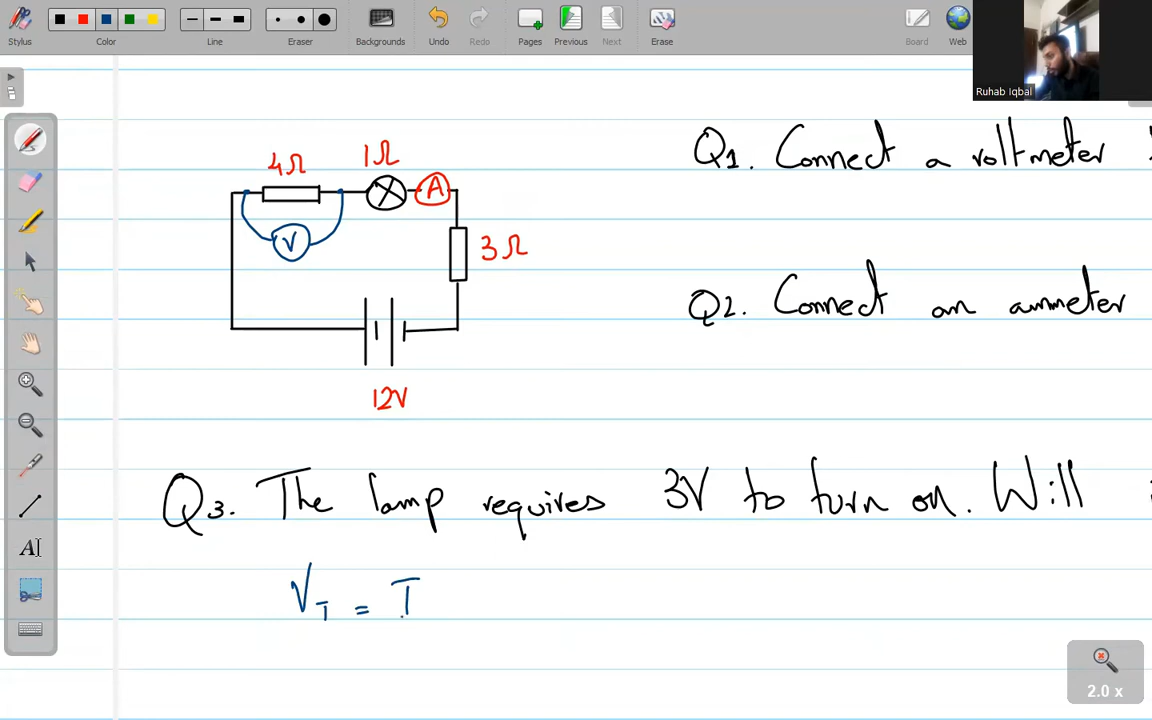 Stylus
Color
Line
Eraser
Backgrounds
Undo
Redo
Pages
Previous
Next
Erase
Board
Web
Ruhab Iqbal
4Ω
1Ω
A
V
3Ω
12V
Q1. Connect a voltmeter
Q2. Connect an ammeter
Q3. The lamp requires 3V to turn on. Will
V_T = I
A
2.0 x